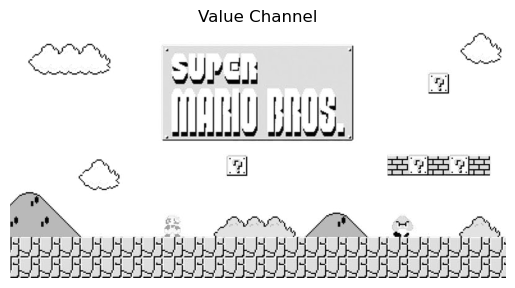 Value Channel
SUPER
MARIO BROS.
?
?
? ?